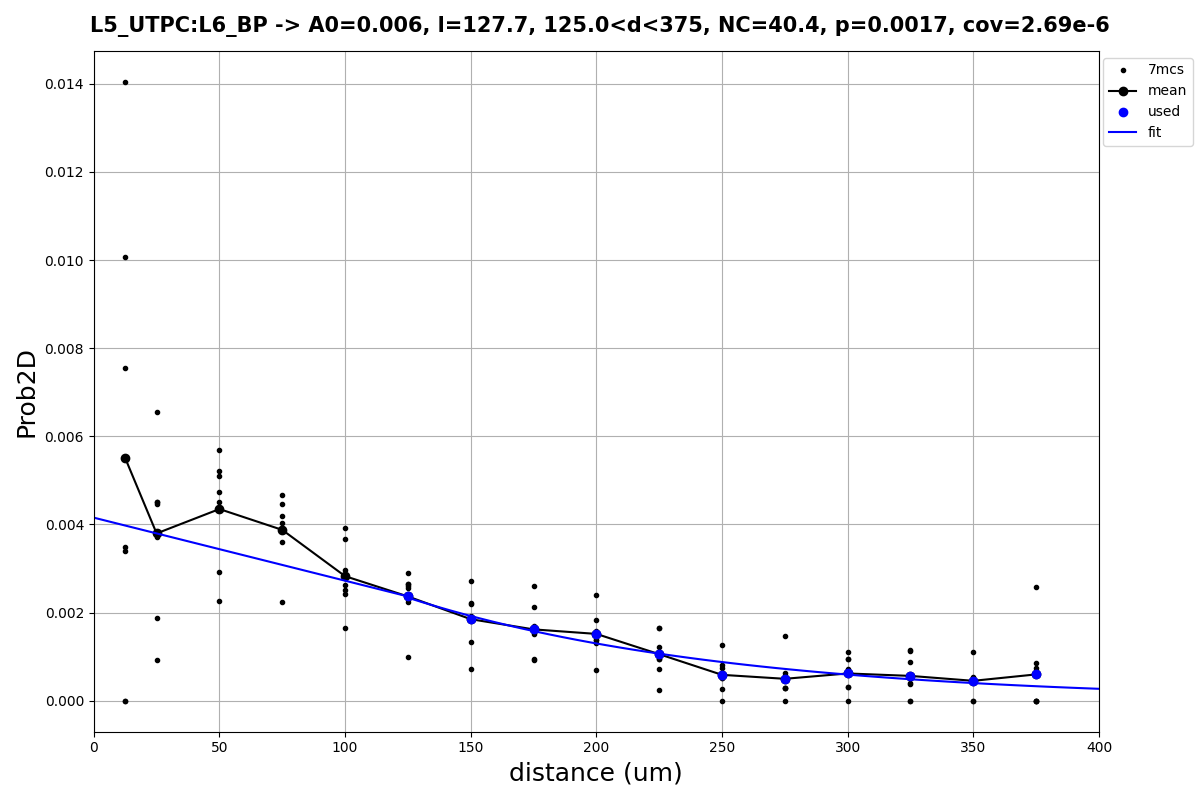 L5_UTPC:L6_BP -> A0=0.006, l=127.7, 125.0<d<375, NC=40.4, p=0.0017, cov=2.69e-6
7mcs
mean
used
fit
0.014
0.012
0.010
0.008
0.006
0.004
0.002
0.000
Prob2D
0 50 100 150 200 250 300 350 400
distance (um)